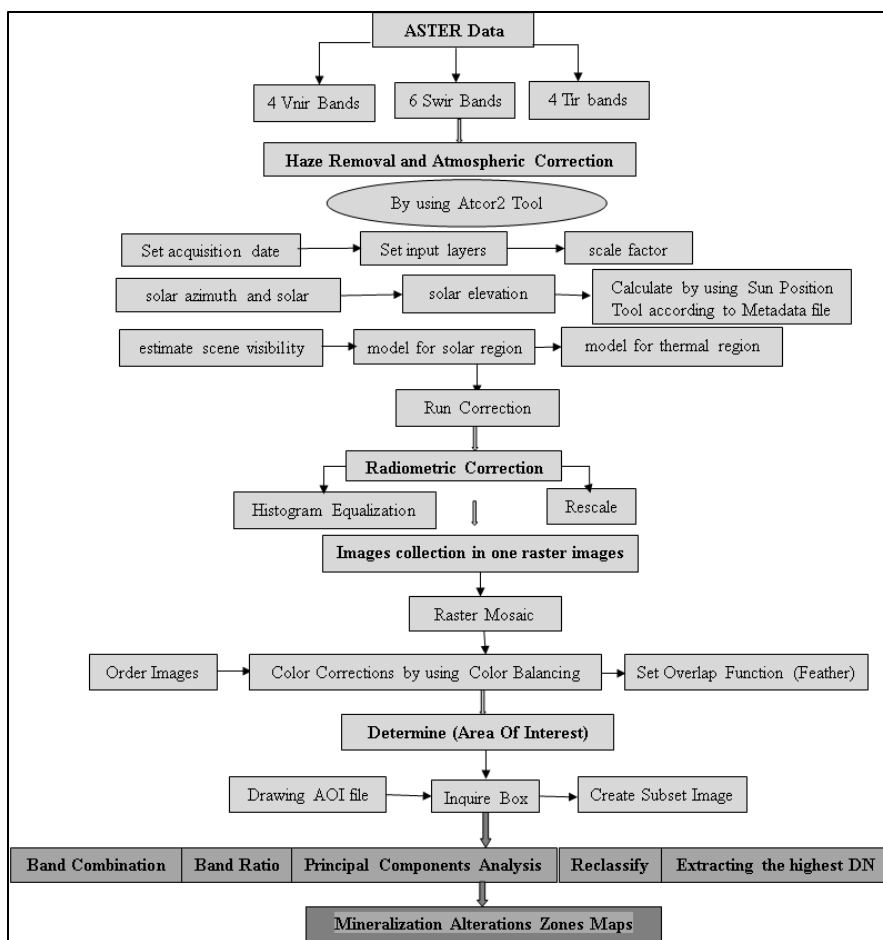 ASTER Data
4 Vnir Bands
6 Swir Bands
4 Tir bands
Haze Removal and Atmospheric Correction
By using Atcor2 Tool
Set acquisition date
Set input layers
scale factor
solar azimuth and solar
solar elevation
Calculate by using Sun Position
Tool according to Metadata file
estimate scene visibility
model for solar region
model for thermal region
Run Correction
Radiometric Correction
Histogram Equalization
Rescale
Images collection in one raster images
Raster Mosaic
Order Images
Color Corrections by using Color Balancing
Set Overlap Function (Feather)
Determine (Area Of Interest)
Drawing AOI file
Inquire Box
Create Subset Image
Band Combination
Band Ratio
Principal Components Analysis
Reclassify
Extracting the highest DN
Mineralization Alterations Zones Maps